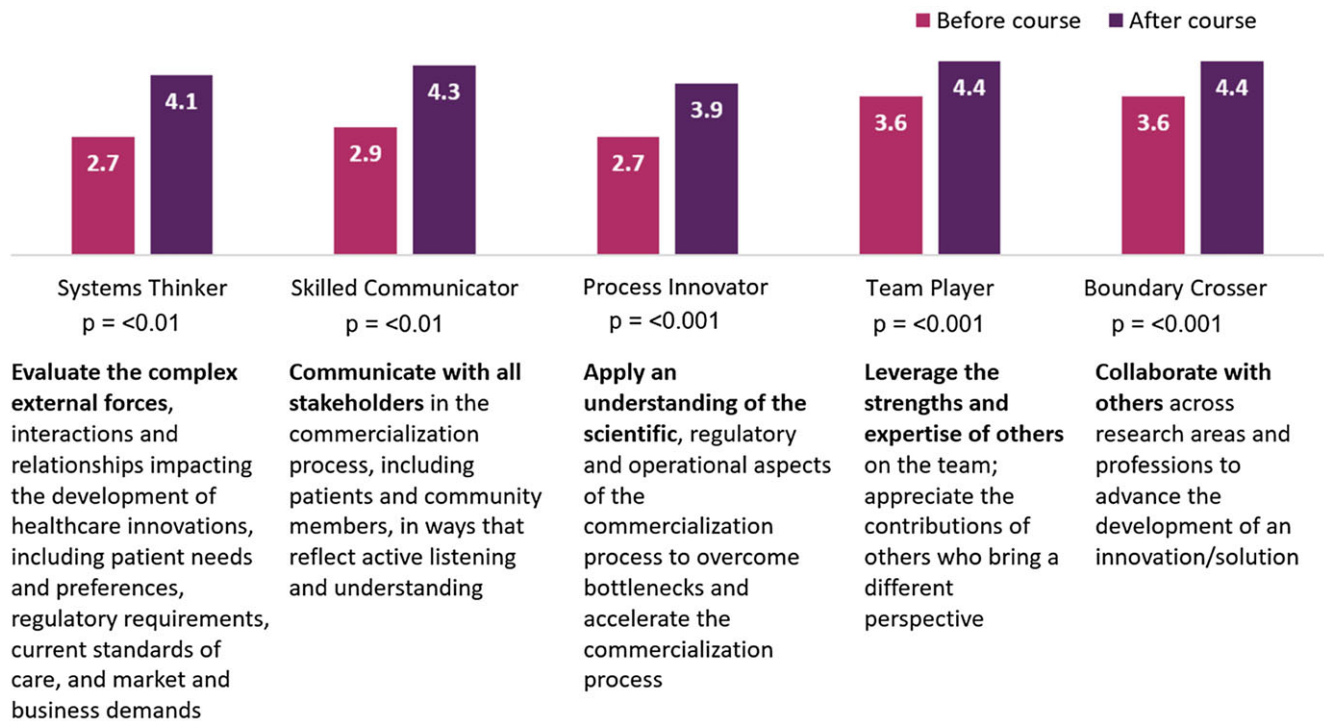 Before course After course
2.7
4.1
2.9
4.3
2.7
3.9
3.6
4.4
3.6
4.4
Systems Thinker
p = <0.01
Skilled Communicator
p = <0.01
Process Innovator
p = <0.001
Team Player
p = <0.001
Boundary Crosser
p = <0.001
Evaluate the complex
external forces,
interactions and
relationships impacting
the development of
healthcare innovations,
including patient needs
and preferences,
regulatory requirements,
current standards of
care, and market and
business demands
Communicate with all
stakeholders in the
commercialization
process, including
patients and community
members, in ways that
reflect active listening
and understanding
Apply an
understanding of the
scientific, regulatory
and operational aspects
of the
commercialization
process to overcome
bottlenecks and
accelerate the
commercialization
process
Leverage the
strengths and
expertise of others
on the team;
appreciate the
contributions of
others who bring a
different
perspective
Collaborate with
others across
research areas and
professions to
advance the
development of an
innovation/solution